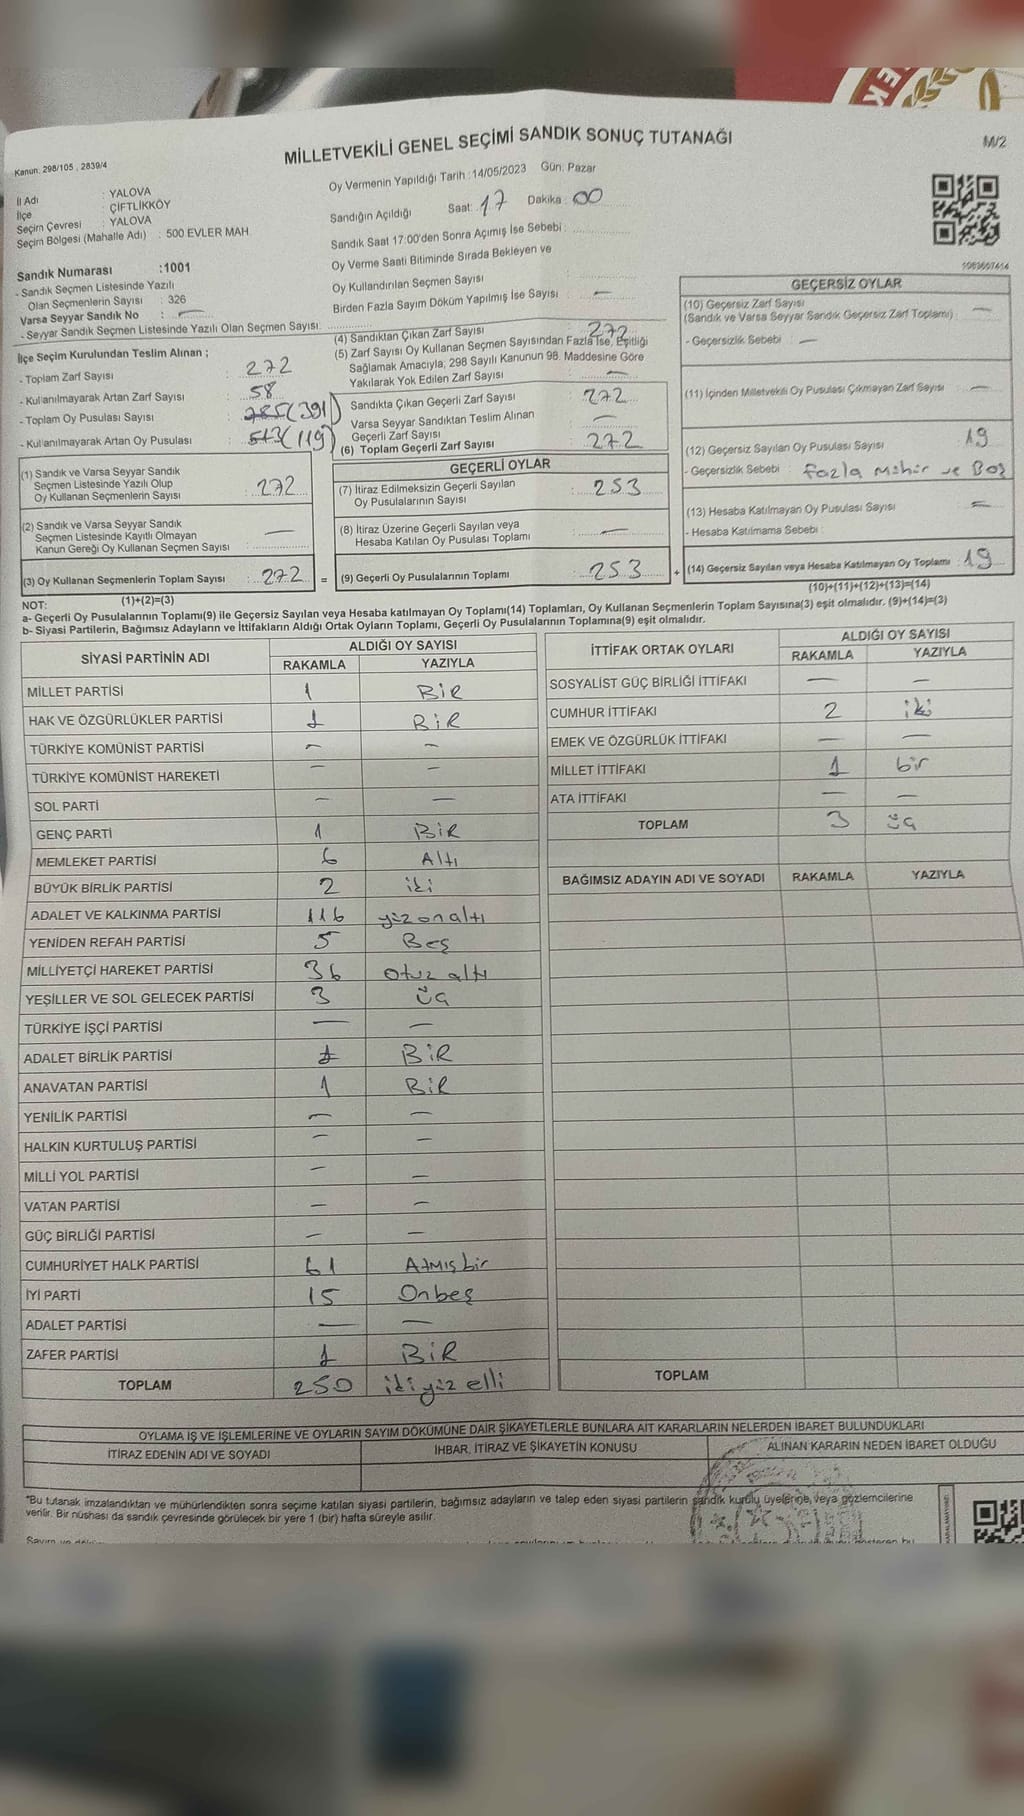 MİLLETVEKİLİ GENEL SEÇİMİ SANDIK SONUÇ TUTANAĞI
M/2
Kanun. 298/105 , 2839/4
İl Adı : YALOVA
İlçe : ÇİFTLİKKÖY
Seçim Çevresi : YALOVA
Seçim Bölgesi (Mahalle Adı) : 500 EVLER MAH.
Oy Vermenin Yapıldığı Tarih :14/05/2023 Gün: Pazar
Sandığın Açıldığı Saat: 17 Dakika: 00
Sandık Saat 17:00'den Sonra Açımış İse Sebebi :
Oy Verme Saati Bitiminde Sırada Bekleyen ve
Oy Kullandırılan Seçmen Sayısı :
Birden Fazla Sayım Döküm Yapılmış İse Sayısı : —
Sandık Numarası :1001
- Sandık Seçmen Listesinde Yazılı
Olan Seçmenlerin Sayısı : 326
Varsa Seyyar Sandık No : —
- Seyyar Sandık Seçmen Listesinde Yazılı Olan Seçmen Sayısı:
İlçe Seçim Kurulundan Teslim Alınan ;
- Toplam Zarf Sayısı : 272
- Kullanılmayarak Artan Zarf Sayısı : 58
- Toplam Oy Pusulası Sayısı : (391)
- Kullanılmayarak Artan Oy Pusulası : 513 (119)
(4) Sandıktan Çıkan Zarf Sayısı : 272
(5) Zarf Sayısı Oy Kullanan Seçmen Sayısından Fazla İse, Eşitliği
Sağlamak Amacıyla, 298 Sayılı Kanunun 98. Maddesine Göre
Yakılarak Yok Edilen Zarf Sayısı : —
Sandıkta Çıkan Geçerli Zarf Sayısı : 272
Varsa Seyyar Sandıktan Teslim Alınan
Geçerli Zarf Sayısı : —
(6) Toplam Geçerli Zarf Sayısı : 272
GEÇERSİZ OYLAR
(10) Geçersiz Zarf Sayısı
(Sandık ve Varsa Seyyar Sandık Geçersiz Zarf Toplamı) : —
- Geçersizlik Sebebi : —
(11) İçinden Milletvekili Oy Pusulası Çıkmayan Zarf Sayısı : —
(12) Geçersiz Sayılan Oy Pusulası Sayısı : 19
- Geçersizlik Sebebi : Fazla Mühür ve Boş
(13) Hesaba Katılmayan Oy Pusulası Sayısı : —
- Hesaba Katılmama Sebebi :
(14) Geçersiz Sayılan veya Hesaba Katılmayan Oy Toplamı : 19
(10)+(11)+(12)+(13)=(14)
(1) Sandık ve Varsa Seyyar Sandık
Seçmen Listesinde Yazılı Olup
Oy Kullanan Seçmenlerin Sayısı : 272
(2) Sandık ve Varsa Seyyar Sandık
Seçmen Listesinde Kayıtlı Olmayan
Kanun Gereği Oy Kullanan Seçmen Sayısı : —
(3) Oy Kullanan Seçmenlerin Toplam Sayısı : 272 =
(1)+(2)=(3)
GEÇERLİ OYLAR
(7) İtiraz Edilmeksizin Geçerli Sayılan
Oy Pusulalarının Sayısı : 253
(8) İtiraz Üzerine Geçerli Sayılan veya
Hesaba Katılan Oy Pusulası Toplamı : —
(9) Geçerli Oy Pusulalarının Toplamı : 253 +
NOT:
a- Geçerli Oy Pusulalarının Toplamı(9) ile Geçersiz Sayılan veya Hesaba katılmayan Oy Toplamı(14) Toplamları, Oy Kullanan Seçmenlerin Toplam Sayısına(3) eşit olmalıdır. (9)+(14)=(3)
b- Siyasi Partilerin, Bağımsız Adayların ve İttifakların Aldığı Ortak Oyların Toplamı, Geçerli Oy Pusulalarının Toplamına(9) eşit olmalıdır.
SİYASİ PARTİNİN ADI ALDIĞI OY SAYISI
RAKAMLA YAZIYLA
MİLLET PARTİSİ 1 BİR
HAK VE ÖZGÜRLÜKLER PARTİSİ 1 BİR
TÜRKİYE KOMÜNİST PARTİSİ — —
TÜRKİYE KOMÜNİST HAREKETİ — —
SOL PARTİ — —
GENÇ PARTİ 1 BİR
MEMLEKET PARTİSİ 6 Altı
BÜYÜK BİRLİK PARTİSİ 2 iki
ADALET VE KALKINMA PARTİSİ 116 yüz on altı
YENİDEN REFAH PARTİSİ 5 Beş
MİLLİYETÇİ HAREKET PARTİSİ 36 Otuz altı
YEŞİLLER VE SOL GELECEK PARTİSİ 3 üç
TÜRKİYE İŞÇİ PARTİSİ — —
ADALET BİRLİK PARTİSİ 1 BİR
ANAVATAN PARTİSİ 1 BİR
YENİLİK PARTİSİ — —
HALKIN KURTULUŞ PARTİSİ — —
MİLLİ YOL PARTİSİ — —
VATAN PARTİSİ — —
GÜÇ BİRLİĞİ PARTİSİ — —
CUMHURİYET HALK PARTİSİ 61 Atmış bir
İYİ PARTİ 15 Onbeş
ADALET PARTİSİ — —
ZAFER PARTİSİ 1 BİR
TOPLAM 250 ikiyüz elli
İTTİFAK ORTAK OYLARI ALDIĞI OY SAYISI
RAKAMLA YAZIYLA
SOSYALİST GÜÇ BİRLİĞİ İTTİFAKI — —
CUMHUR İTTİFAKI 2 iki
EMEK VE ÖZGÜRLÜK İTTİFAKI — —
MİLLET İTTİFAKI 1 bir
ATA İTTİFAKI — —
TOPLAM 3 üç
BAĞIMSIZ ADAYIN ADI VE SOYADI RAKAMLA YAZIYLA
TOPLAM
OYLAMA İŞ VE İŞLEMLERİNE VE OYLARIN SAYIM DÖKÜMÜNE DAİR ŞİKAYETLERLE BUNLARA AİT KARARLARIN NELERDEN İBARET BULUNDUKLARI
İTİRAZ EDENİN ADI VE SOYADI İHBAR, İTİRAZ VE ŞİKAYETİN KONUSU ALINAN KARARIN NEDEN İBARET OLDUĞU
*Bu tutanak imzalandıktan ve mühürlendikten sonra seçime katılan siyasi partilerin, bağımsız adayların ve talep eden siyasi partilerin sandık kurulu üyelerine, veya gözlemcilerine
verilir. Bir nüshası da sandık çevresinde görülecek bir yere 1 (bir) hafta süreyle asılır.